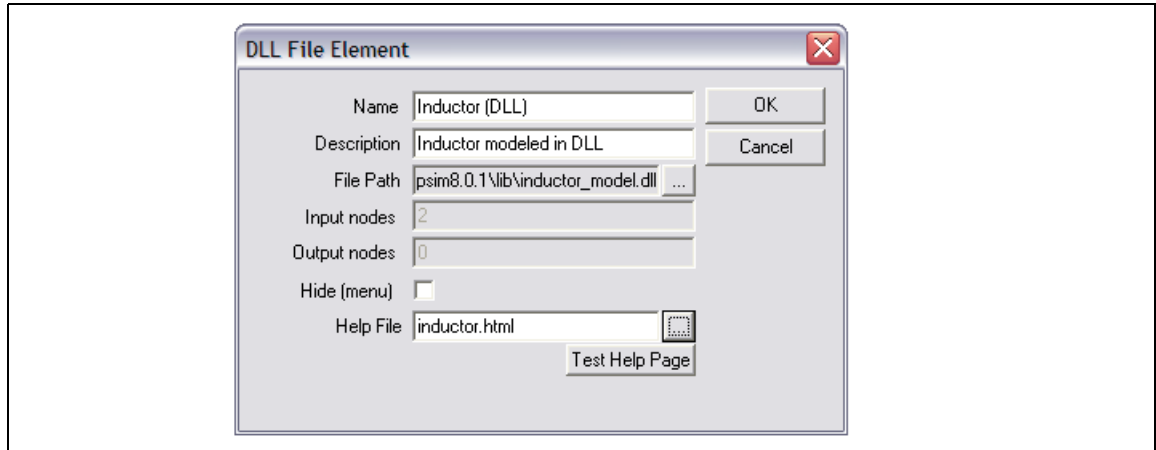 DLL File Element
Name Inductor (DLL) OK
Description Inductor modeled in DLL Cancel
File Path psim8.0.1\lib\inductor_model.dll ...
Input nodes 2
Output nodes 0
Hide (menu)
Help File inductor.html ...
Test Help Page